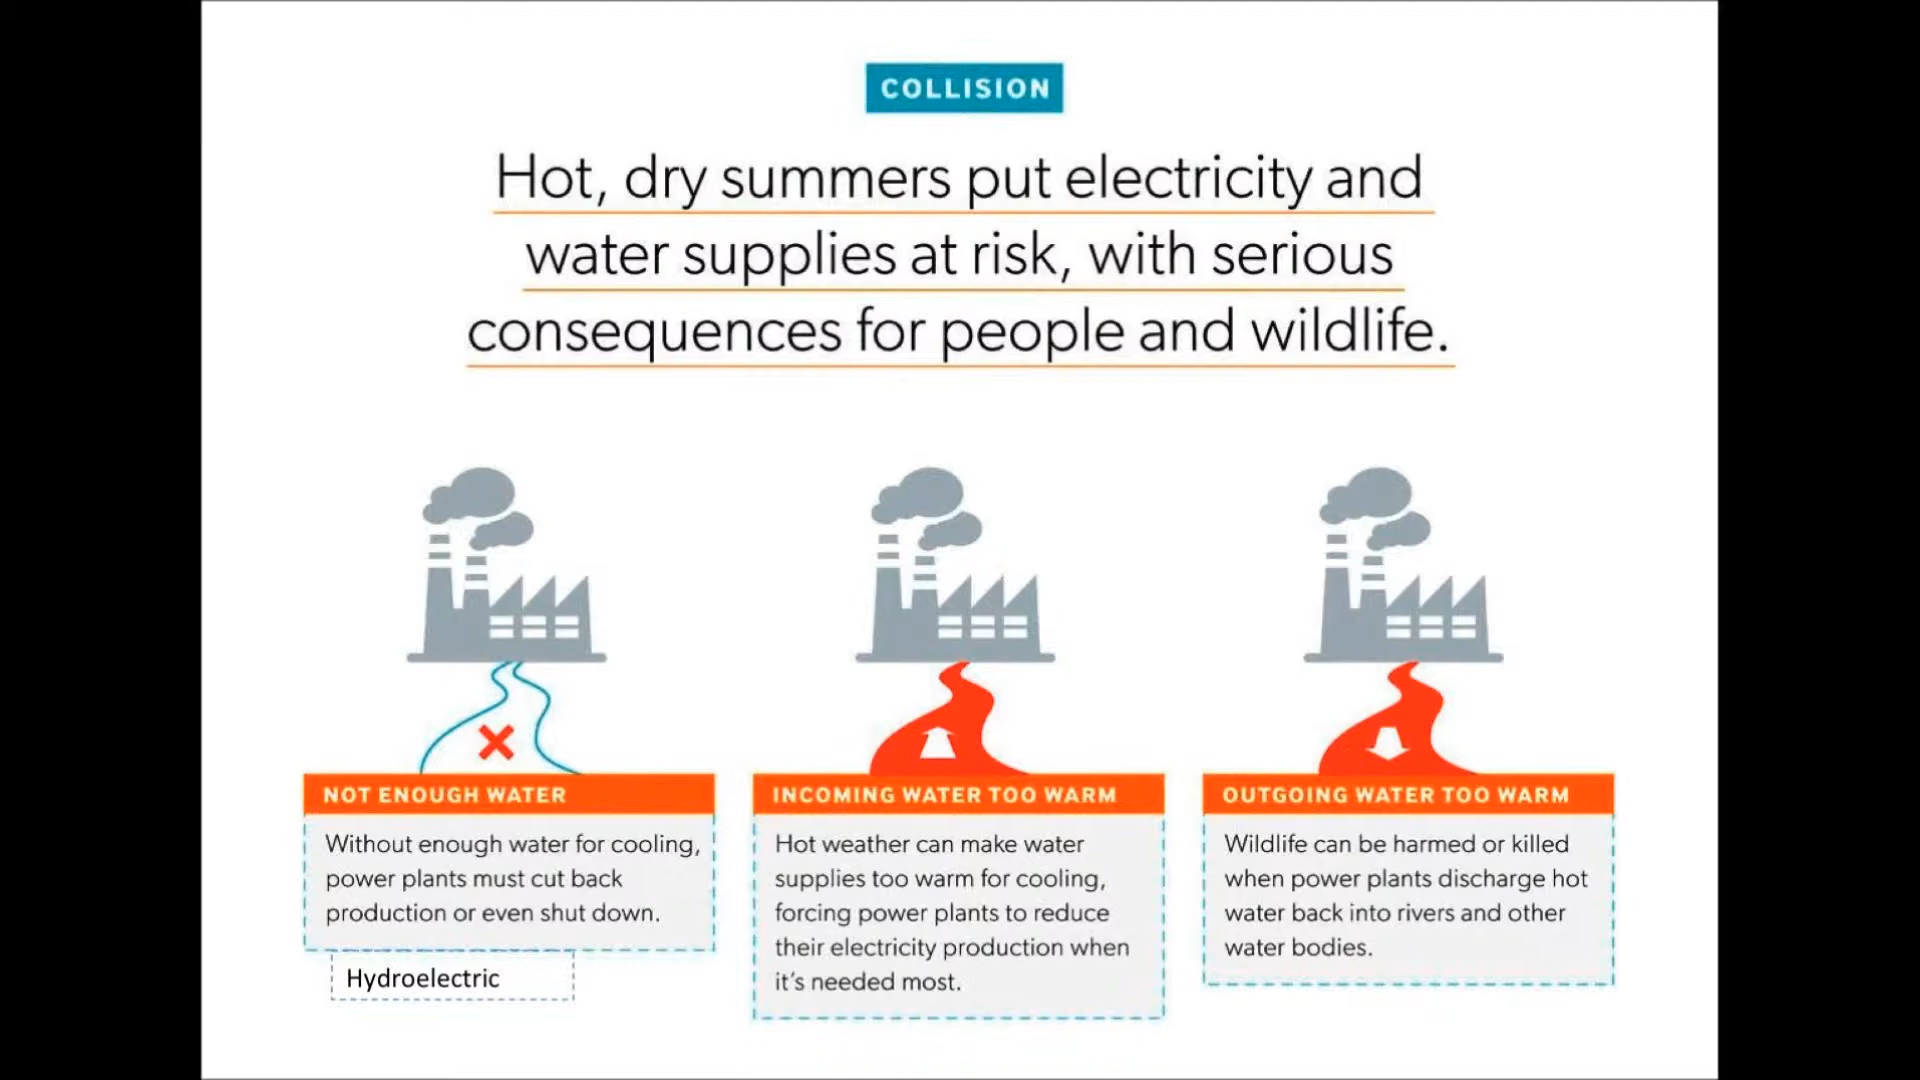 COLLISION
Hot, dry summers put electricity and
water supplies at risk, with serious
consequences for people and wildlife.
NOT ENOUGH WATER
Without enough water for cooling,
power plants must cut back
production or even shut down.
Hydroelectric
INCOMING WATER TOO WARM
Hot weather can make water
supplies too warm for cooling,
forcing power plants to reduce
their electricity production when
it's needed most.
OUTGOING WATER TOO WARM
Wildlife can be harmed or killed
when power plants discharge hot
water back into rivers and other
water bodies.